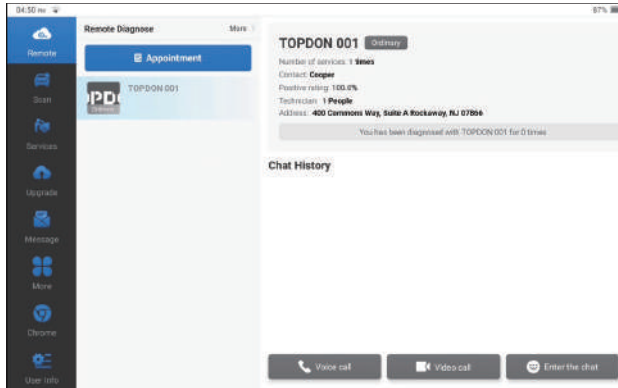 04:50 PM
97%
Remote
Scan
Services
Upgrade
Message
More
Chrome
User Info
Remote Diagnose
More
Appointment
TOPDON 001
TOPDON 001 Ordinary
Number of services: 1 times
Contact: Cooper
Positive rating: 100.0%
Technician: 1 People
Address: 400 Commons Way, Suite A Rockaway, NJ 07866
You has been diagnosed with TOPDON 001 for 0 times
Chat History
Voice call
Video call
Enter the chat